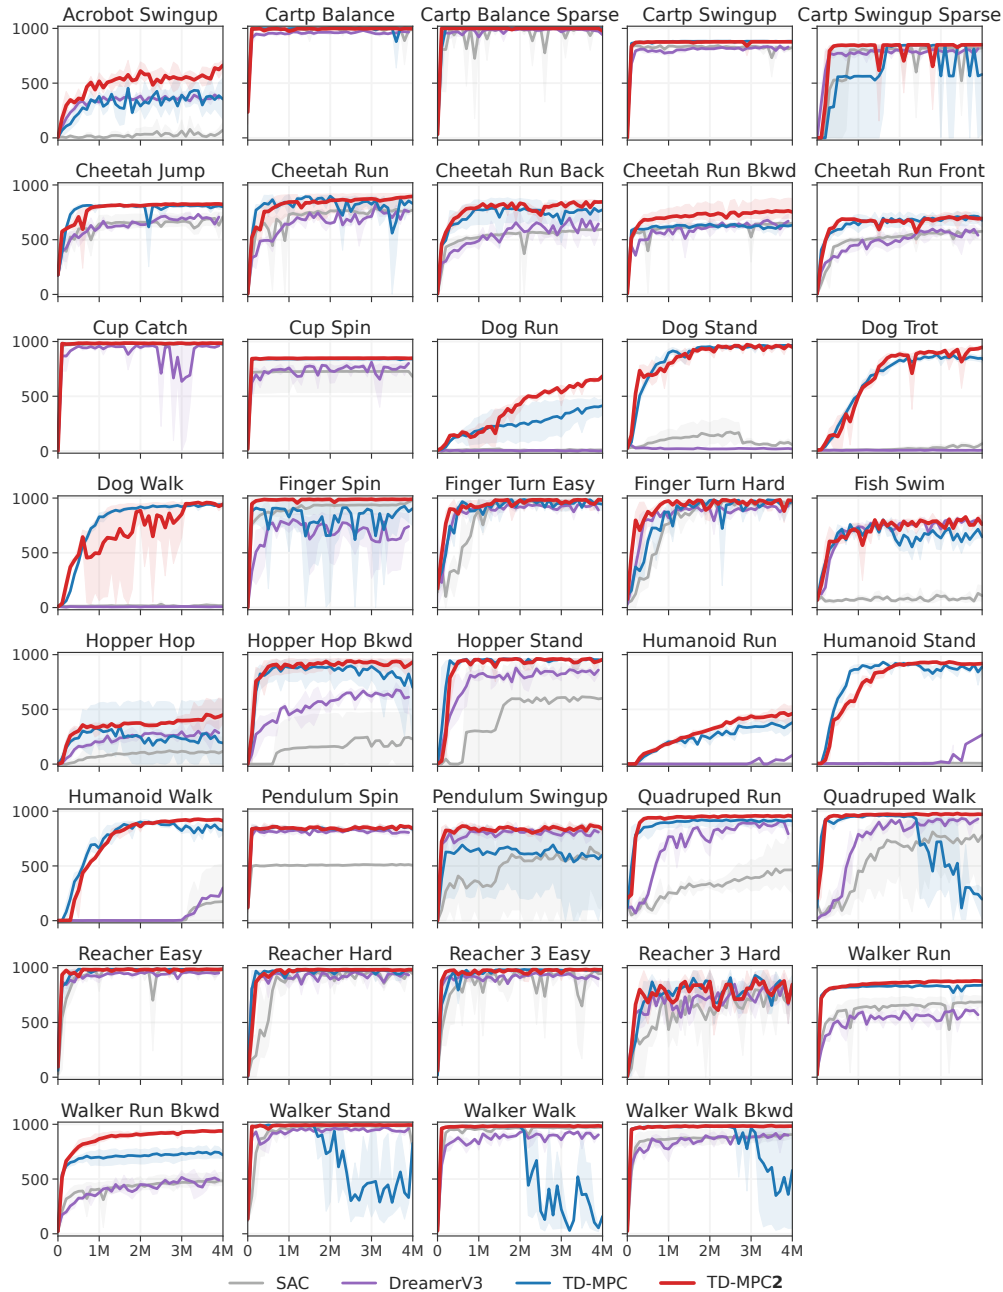 Acrobot Swingup Cartp Balance Cartp Balance Sparse Cartp Swingup Cartp Swingup Sparse
1000
500
0
Cheetah Jump Cheetah Run Cheetah Run Back Cheetah Run Bkwd Cheetah Run Front
1000
500
0
Cup Catch Cup Spin Dog Run Dog Stand Dog Trot
1000
500
0
Dog Walk Finger Spin Finger Turn Easy Finger Turn Hard Fish Swim
1000
500
0
Hopper Hop Hopper Hop Bkwd Hopper Stand Humanoid Run Humanoid Stand
1000
500
0
Humanoid Walk Pendulum Spin Pendulum Swingup Quadruped Run Quadruped Walk
1000
500
0
Reacher Easy Reacher Hard Reacher 3 Easy Reacher 3 Hard Walker Run
1000
500
0
Walker Run Bkwd Walker Stand Walker Walk Walker Walk Bkwd
1000
500
0
0 1M 2M 3M 4M 0 1M 2M 3M 4M 0 1M 2M 3M 4M 0 1M 2M 3M 4M
SAC DreamerV3 TD-MPC TD-MPC2